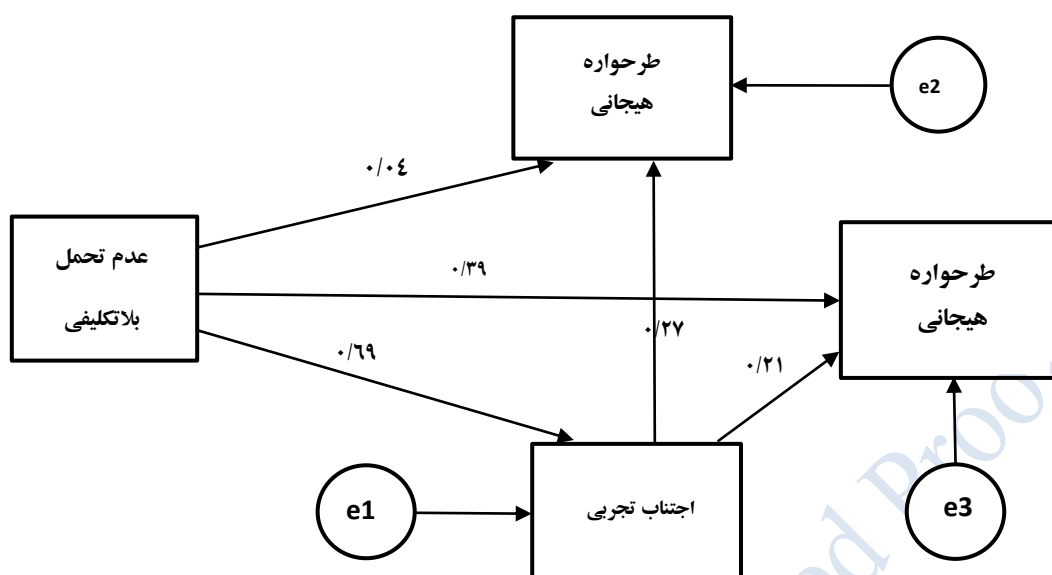 طرحواره
هیجانی
e2
۰/۰٤
عدم تحمل
بلاتکلیفی
۰/۳۹
طرحواره
هیجانی
۰/۲۷
۰/٦۹
۰/۲۱
اجتناب تجربی
e1
e3